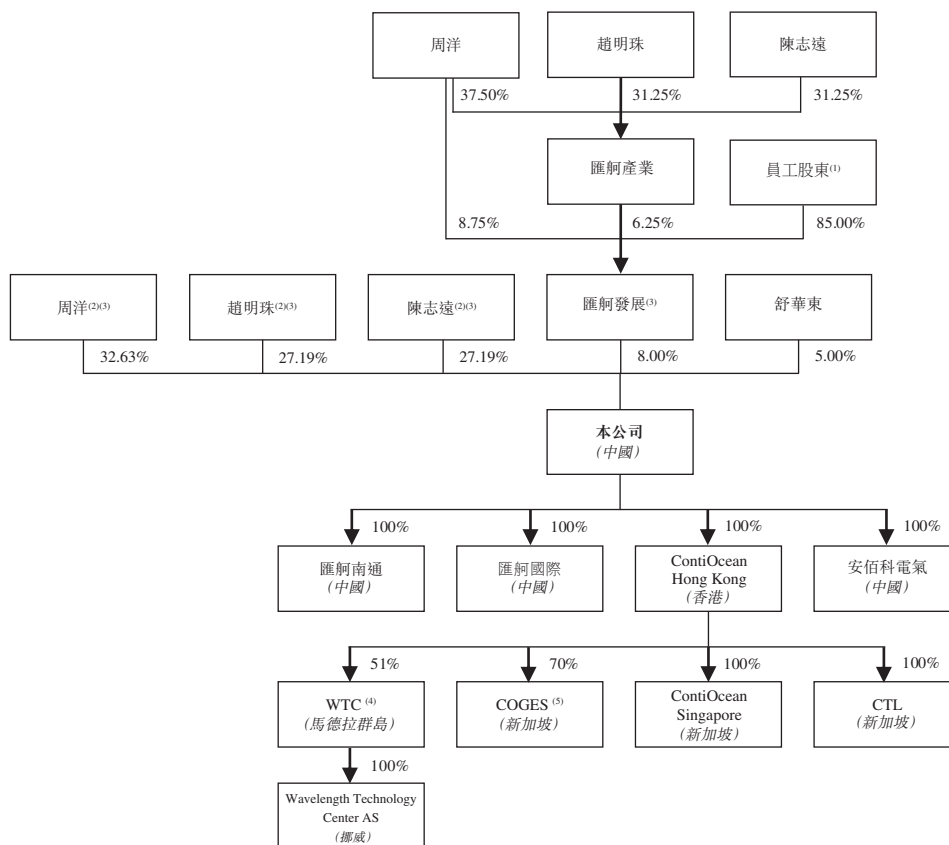 周洋
趙明珠
陳志遠
37.50%
31.25%
31.25%
匯舸產業
員工股東(1)
8.75%
6.25%
85.00%
周洋(2)(3)
趙明珠(2)(3)
陳志遠(2)(3)
匯舸發展(3)
舒華東
32.63%
27.19%
27.19%
8.00%
5.00%
本公司
(中國)
100%
100%
100%
100%
匯舸南通
(中國)
匯舸國際
(中國)
ContiOcean
Hong Kong
(香港)
安佰科電氣
(中國)
51%
70%
100%
100%
WTC (4)
(馬德拉群島)
COGES (5)
(新加坡)
ContiOcean
Singapore
(新加坡)
CTL
(新加坡)
100%
Wavelength Technology
Center AS
(挪威)